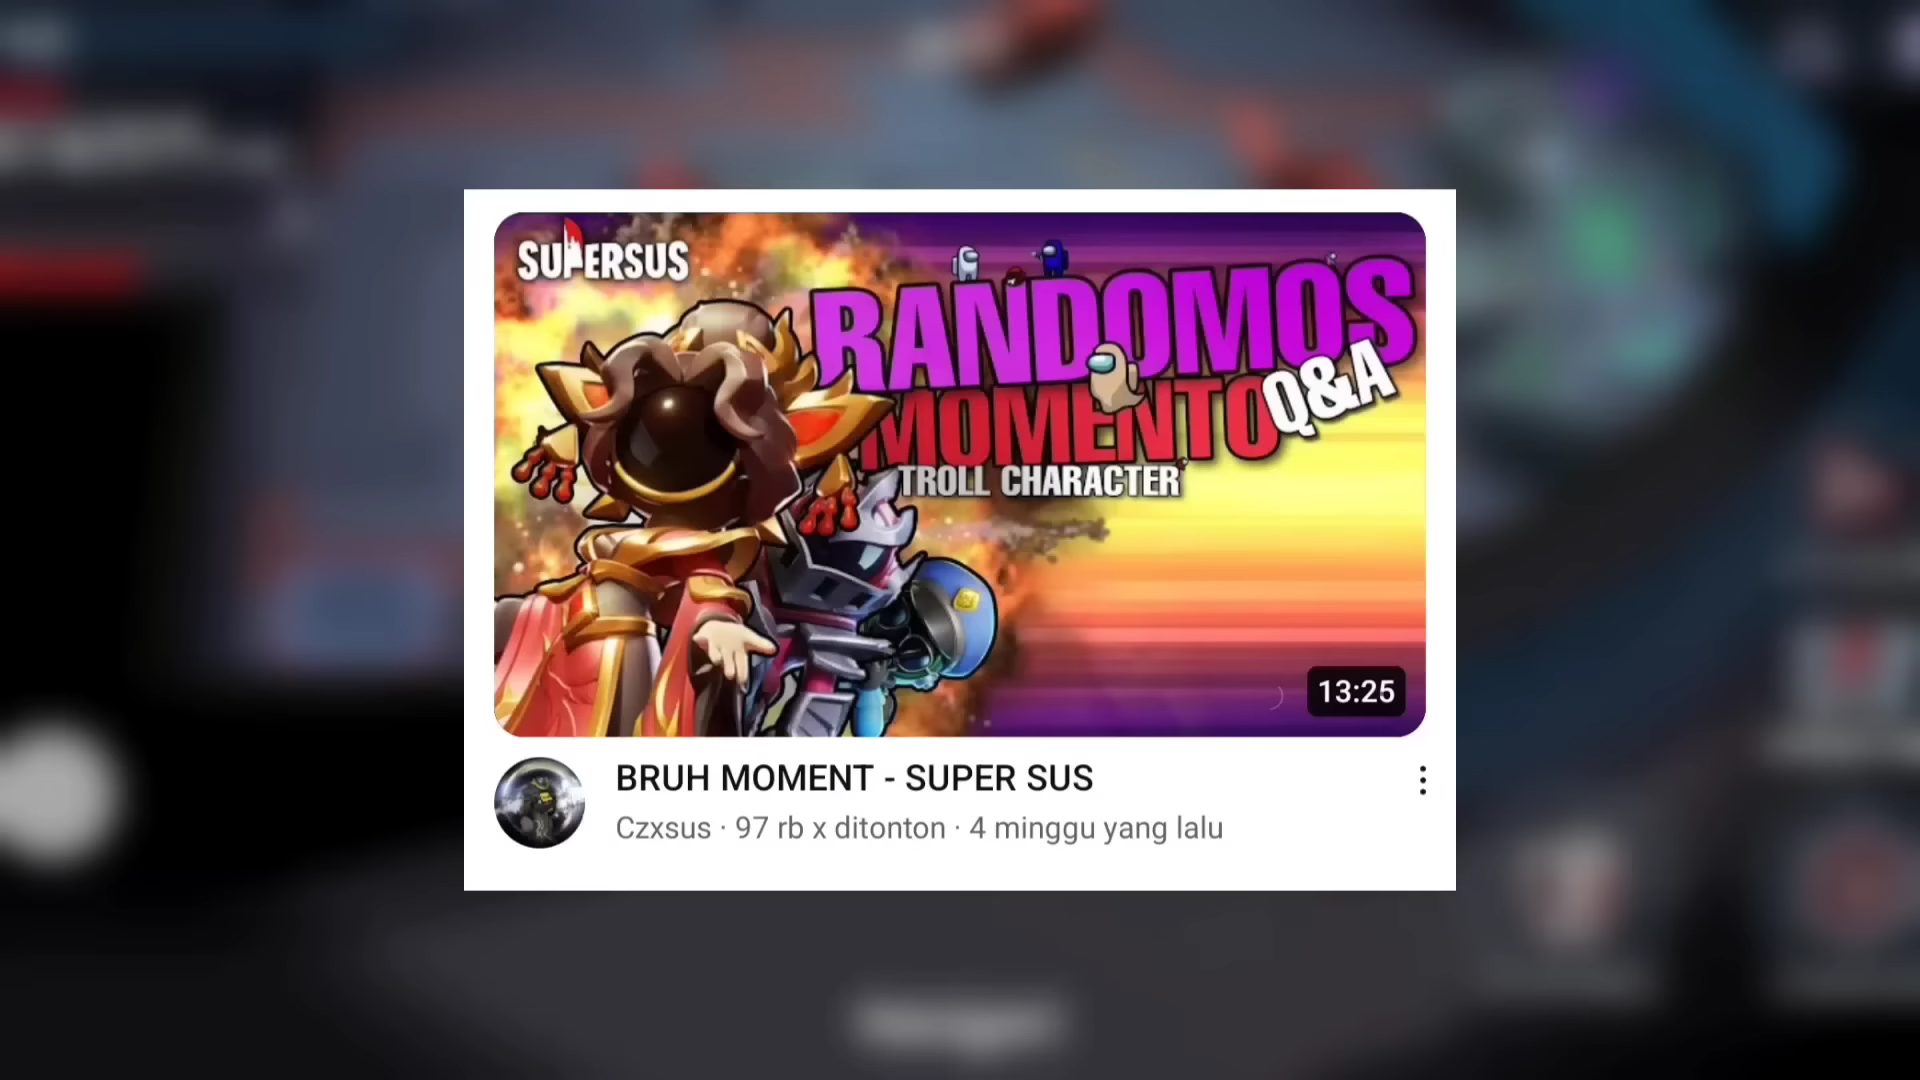 SUPERSUS
RANDOMOS
MOMENTO Q&A
TROLL CHARACTER
13:25
BRUH MOMENT - SUPER SUS
Czxsus · 97 rb x ditonton · 4 minggu yang lalu